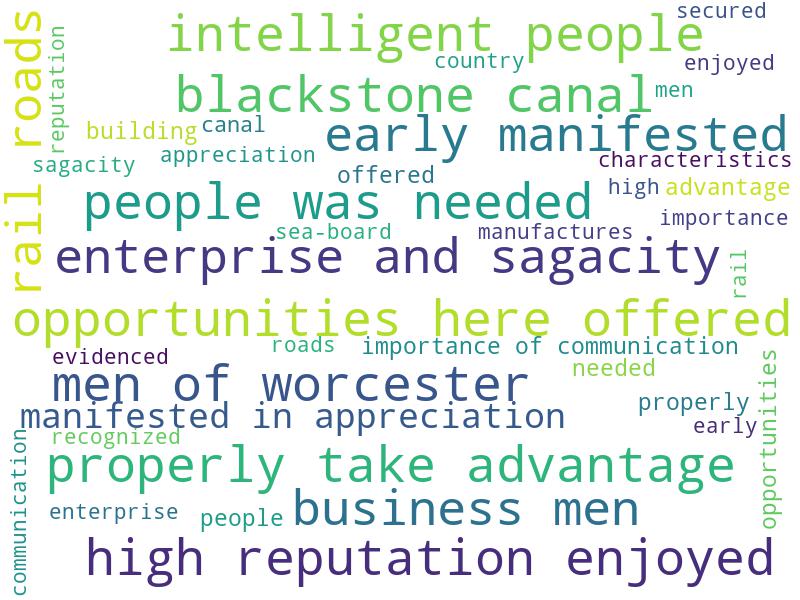 secured
intelligent people
rail roads
reputation
country
enjoyed
blackstone canal
men
building
canal
early manifested
sagacity
appreciation
characteristics
offered
people was needed
high
advantage
importance
sea-board
manufactures
enterprise and sagacity
rail
opportunities here offered
roads
importance of communication
evidenced
needed
men of worcester
opportunities
properly
manifested in appreciation
early
recognized
communication
properly take advantage
enterprise
people
business men
high reputation enjoyed